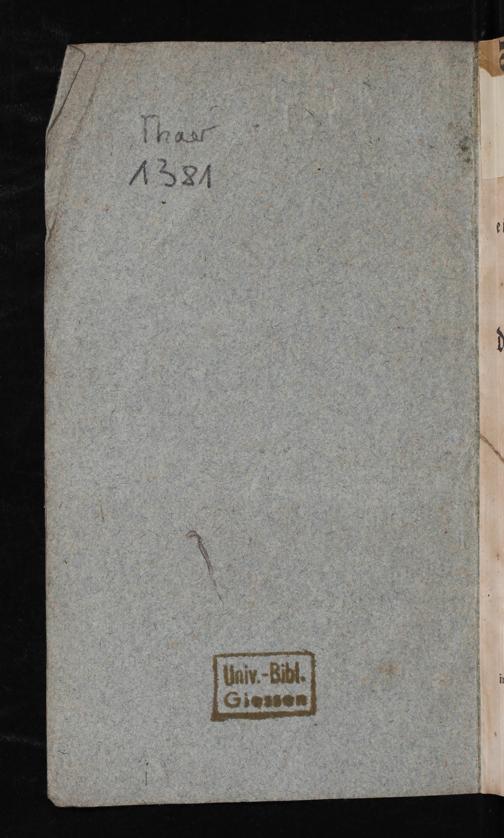 Thaer
1381
Univ.-Bibl.
Giessen